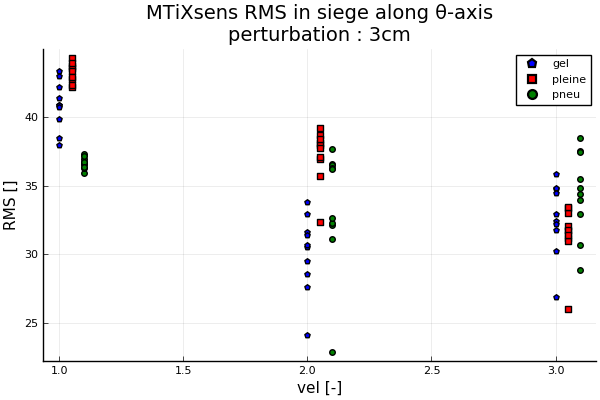 MTiXsens RMS in siege along θ-axis
perturbation : 3cm
gel
pleine
pneu
RMS []
40
35
30
25
1.0
1.5
2.0
2.5
3.0
vel [-]